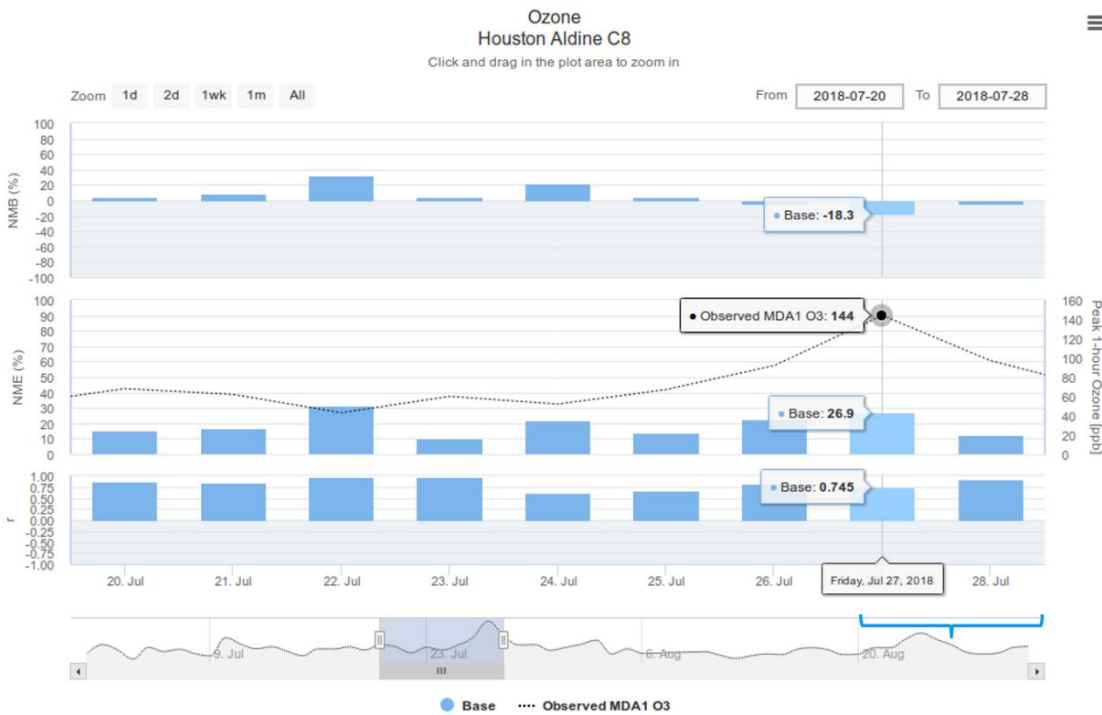 Ozone
Houston Aldine C8
Click and drag in the plot area to zoom in
Zoom 1d 2d 1wk 1m All From 2018-07-20 To 2018-07-28
NMB (%)
100
80
60
40
20
0
-20
-40
-60
-80
-100
Base: -18.3
NME (%)
100
90
80
70
60
50
40
30
20
10
0
Observed MDA1 O3: 144
Base: 26.9
160
140
120
100
80
60
40
20
0
Peak 1-hour Ozone [ppb]
r
1.00
0.75
0.50
0.25
0.00
-0.25
-0.50
-0.75
-1.00
Base: 0.745
20. Jul 21. Jul 22. Jul 23. Jul 24. Jul 25. Jul 26. Jul Friday, Jul 27, 2018 28. Jul
9. Jul 23. Jul 6. Aug 20. Aug
Base Observed MDA1 O3